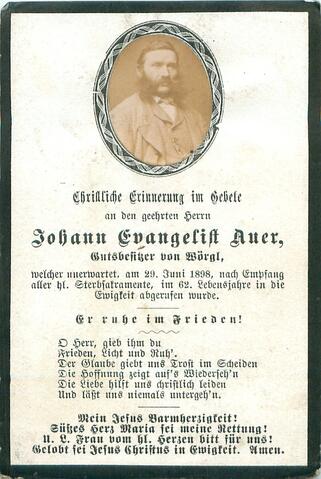 Christliche Erinnerung im Gebete
an den geehrten Herrn
Johann Evangelist Auer,
Gutsbesitzer von Wörgl,
welcher unerwartet, am 29. Juni 1898, nach Empfang
aller hl. Sterbsakramente, im 62. Lebensjahre in die
Ewigkeit abgerufen wurde.
Er ruhe im Frieden!
O Herr, gieb ihm du
Frieden, Licht und Ruh'.
Der Glaube giebt uns Trost im Scheiden
Die Hoffnung zeigt auf's Wiederseh'n
Die Liebe hilft uns christlich leiden
Und läßt uns niemals untergeh'n.
Mein Jesus Barmherzigkeit!
Süßes Herz Maria sei meine Rettung!
U. L. Frau vom hl. Herzen bitt für uns!
Gelobt sei Jesus Christus in Ewigkeit. Amen.